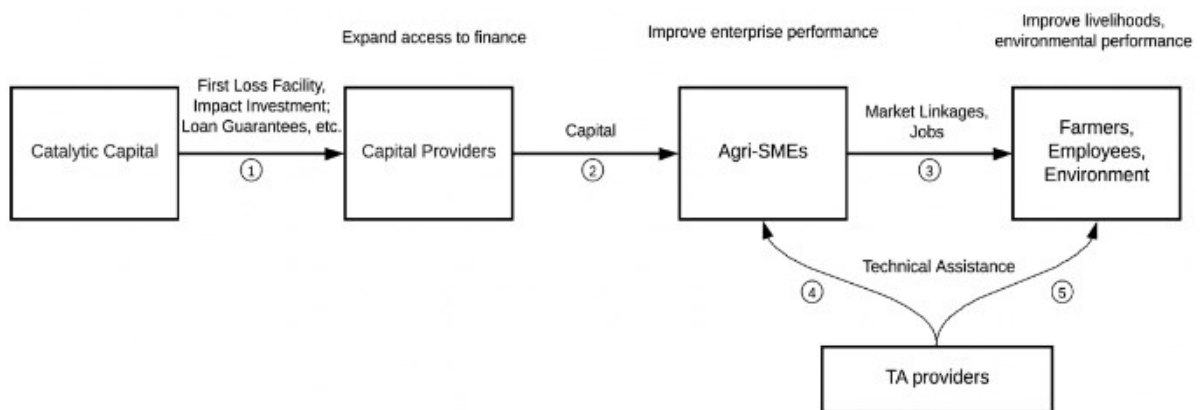 Expand access to finance
Improve enterprise performance
Improve livelihoods,
environmental performance
Catalytic Capital
First Loss Facility,
Impact Investment;
Loan Guarantees, etc.
1
Capital Providers
Capital
2
Agri-SMEs
Market Linkages,
Jobs
3
Farmers,
Employees,
Environment
Technical Assistance
4
5
TA providers